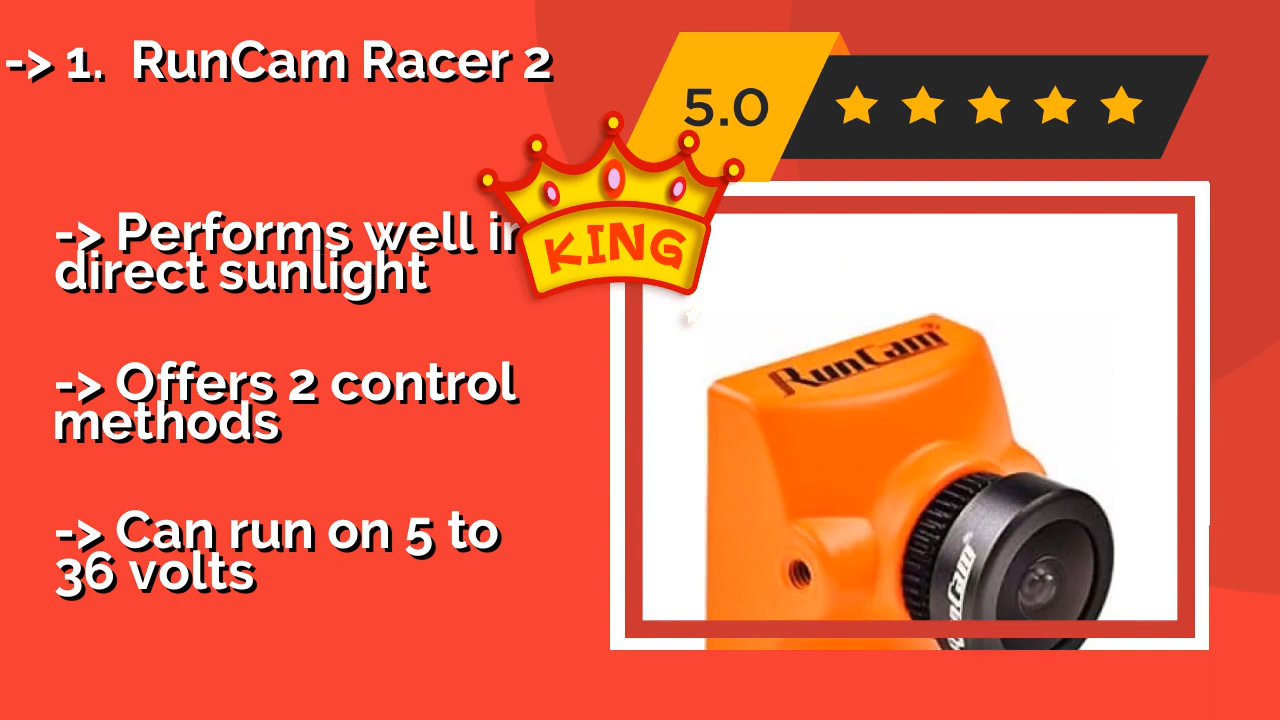 -> 1. RunCam Racer 2
5.0
KING
-> Performs well in
direct sunlight
-> Offers 2 control
methods
-> Can run on 5 to
36 volts
RunCam
RunCam